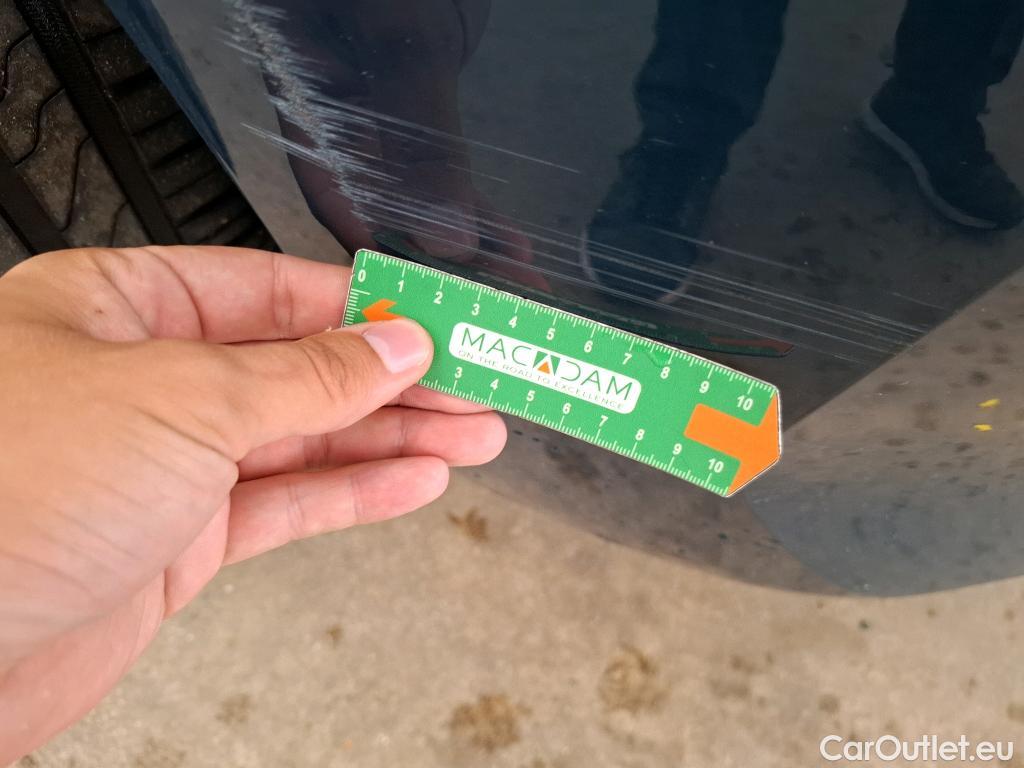 0 1 2 3 4 5 6 7 8 9 10
MACADAM
ON THE ROAD TO EXCELLENCE
3 4 5 6 7 8 9 10
CarOutlet.eu